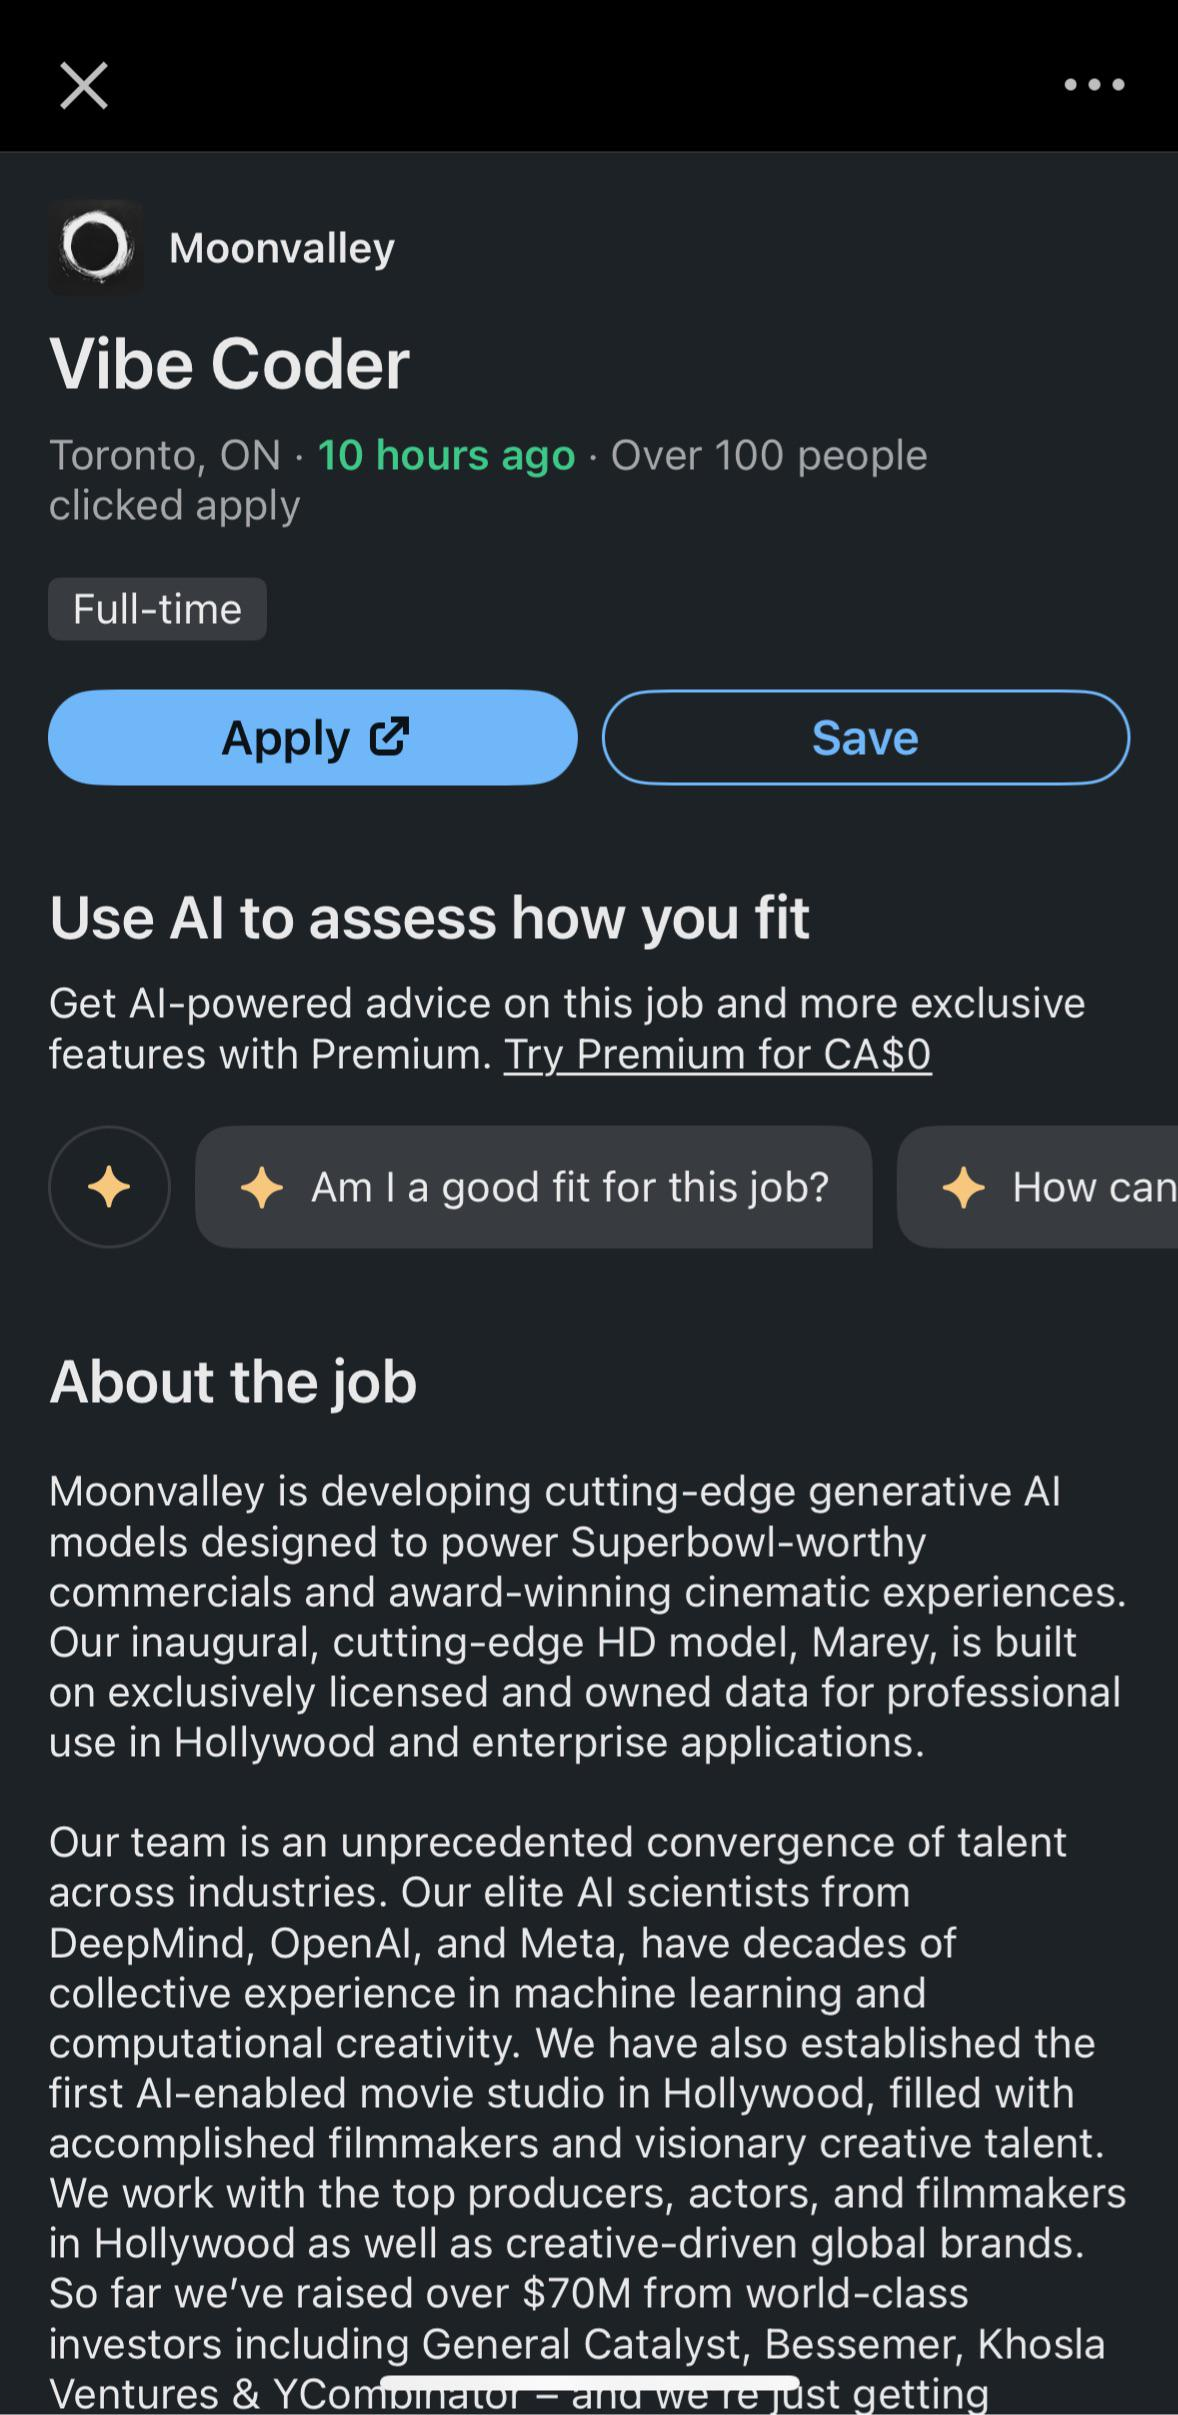 Moonvalley
Vibe Coder
Toronto, ON · 10 hours ago · Over 100 people
clicked apply
Full-time
Apply
Save
Use AI to assess how you fit
Get AI-powered advice on this job and more exclusive
features with Premium. Try Premium for CA$0
Am I a good fit for this job?
How can
About the job
Moonvalley is developing cutting-edge generative AI
models designed to power Superbowl-worthy
commercials and award-winning cinematic experiences.
Our inaugural, cutting-edge HD model, Marey, is built
on exclusively licensed and owned data for professional
use in Hollywood and enterprise applications.
Our team is an unprecedented convergence of talent
across industries. Our elite AI scientists from
DeepMind, OpenAI, and Meta, have decades of
collective experience in machine learning and
computational creativity. We have also established the
first AI-enabled movie studio in Hollywood, filled with
accomplished filmmakers and visionary creative talent.
We work with the top producers, actors, and filmmakers
in Hollywood as well as creative-driven global brands.
So far we’ve raised over $70M from world-class
investors including General Catalyst, Bessemer, Khosla
Ventures & YCombinator – and we’re just getting